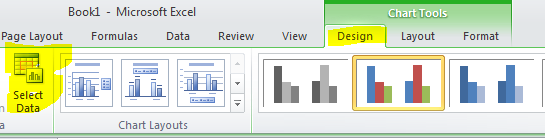 Book1 - Microsoft Excel
Chart Tools
Page Layout Formulas Data Review View Design Layout Format
Select
Data
Chart Layouts